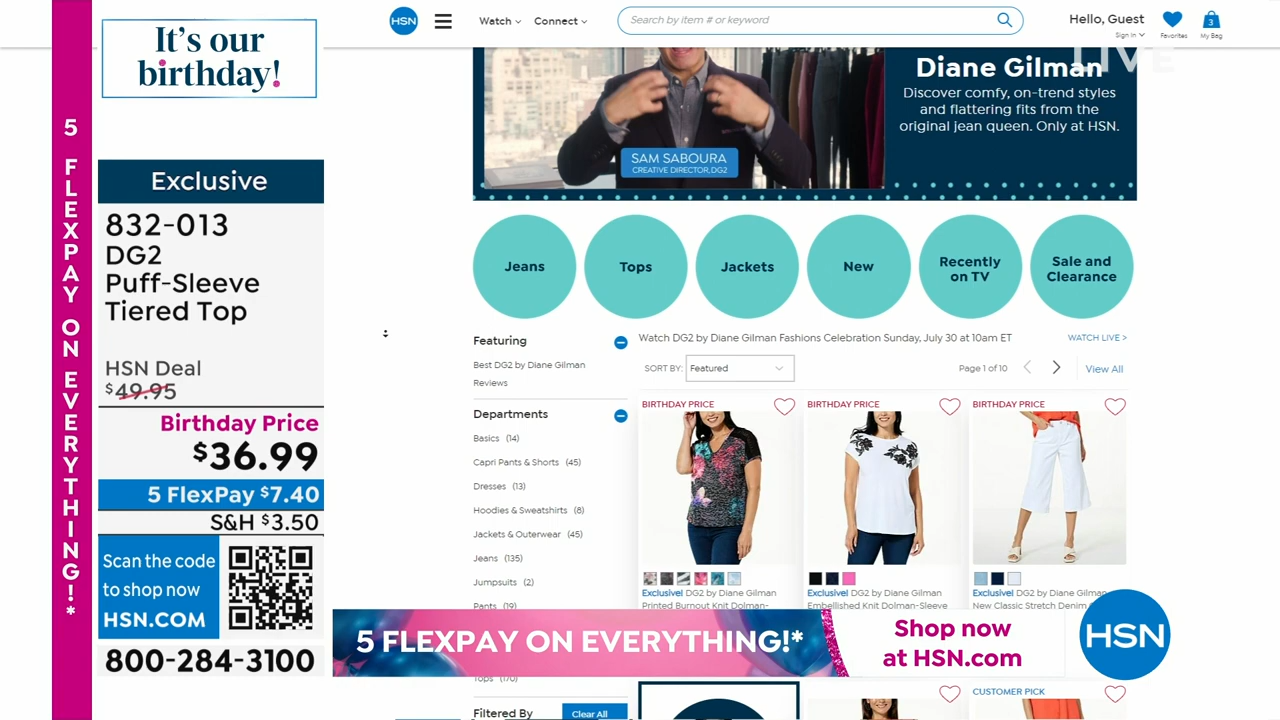 It's our
birthday!
5 FLEXPAY ON EVERYTHING!*
Exclusive
832-013
DG2
Puff-Sleeve
Tiered Top
HSN Deal
$49.95
Birthday Price
$36.99
5 FlexPay $7.40
S&H $3.50
Scan the code
to shop now
HSN.COM
800-284-3100
HSN
Watch
Connect
Search by item # or keyword
Hello, Guest
Sign In
Favorites
3
My Bag
LIVE
Diane Gilman
Discover comfy, on-trend styles
and flattering fits from the
original jean queen. Only at HSN.
SAM SABOURA
CREATIVE DIRECTOR, DG2
Jeans
Tops
Jackets
New
Recently
on TV
Sale and
Clearance
Featuring
Best DG2 by Diane Gilman
Reviews
Departments
Basics (14)
Capri Pants & Shorts (45)
Dresses (13)
Hoodies & Sweatshirts (8)
Jackets & Outerwear (45)
Jeans (135)
Jumpsuits (2)
Pants (19)
Tops (170)
Filtered By
Clear All
Watch DG2 by Diane Gilman Fashions Celebration Sunday, July 30 at 10am ET
WATCH LIVE >
SORT BY:
Featured
Page 1 of 10
View All
BIRTHDAY PRICE
BIRTHDAY PRICE
BIRTHDAY PRICE
Exclusive! DG2 by Diane Gilman
Printed Burnout Knit Dolman-
Exclusive! DG2 by Diane Gilman
Embellished Knit Dolman-Sleeve
Exclusive! DG2 by Diane Gilman
New Classic Stretch Denim
5 FLEXPAY ON EVERYTHING!*
Shop now
at HSN.com
HSN
CUSTOMER PICK